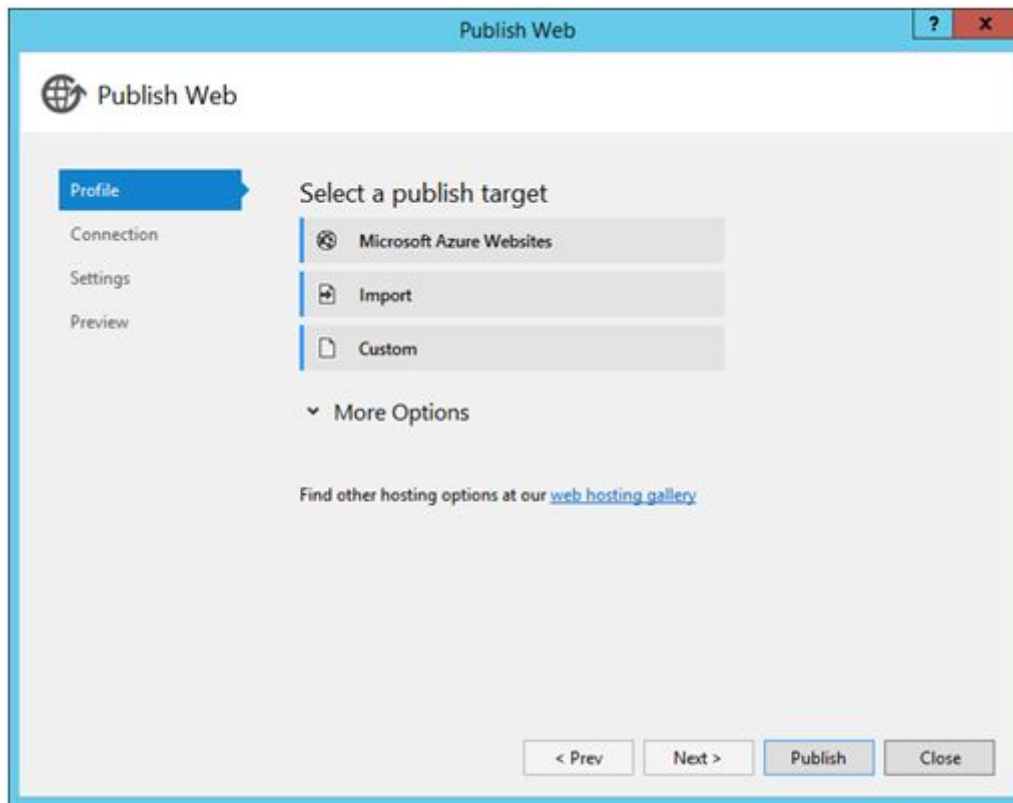 Publish Web
?
x
Publish Web
Profile
Connection
Settings
Preview
Select a publish target
Microsoft Azure Websites
Import
Custom
More Options
Find other hosting options at our web hosting gallery
< Prev
Next >
Publish
Close